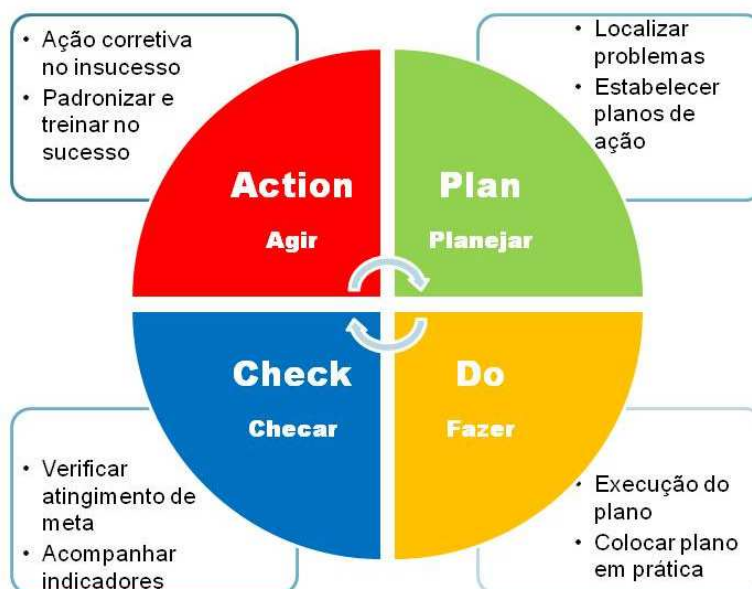 • Ação corretiva
no insucesso
• Padronizar e
treinar no
sucesso
• Localizar
problemas
• Estabelecer
planos de
ação
Action
Agir
Plan
Planejar
Check
Checar
Do
Fazer
• Verificar
atingimento de
meta
• Acompanhar
indicadores
• Execução do
plano
• Colocar plano
em prática